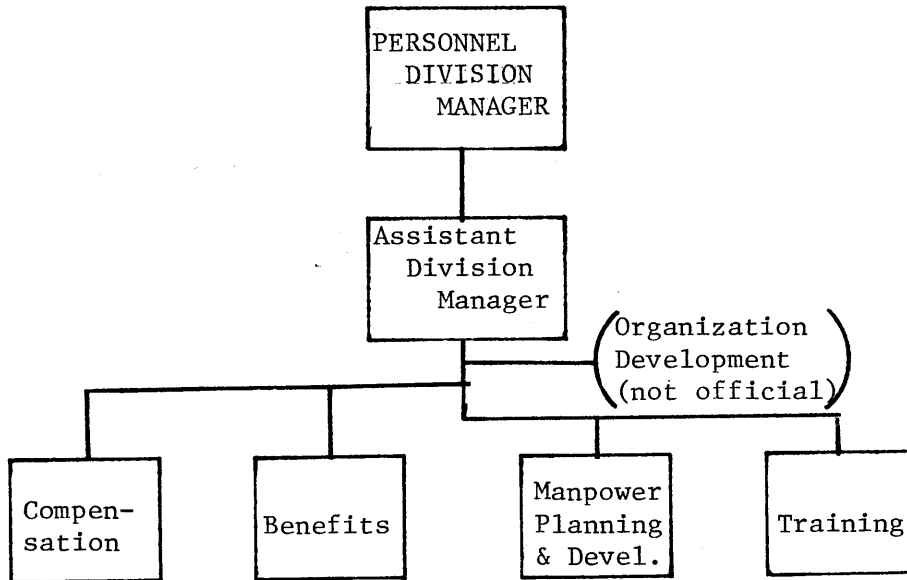 PERSONNEL
DIVISION
MANAGER
Assistant
Division
Manager
(Organization
Development
(not official))
Compen-
sation
Benefits
Manpower
Planning
& Devel.
Training